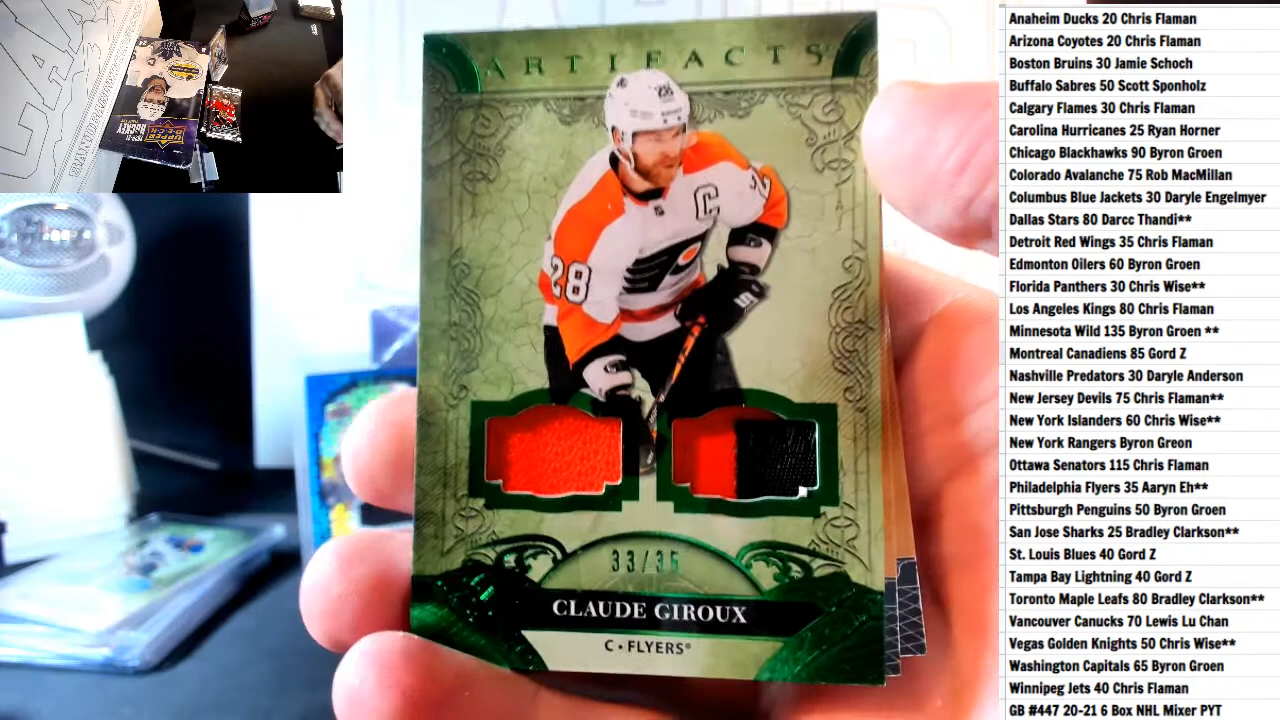 ARTIFACTS
28
28
C
28
33/35
CLAUDE GIROUX
C • FLYERS®
UPPER DECK
HOCKEY
Anaheim Ducks 20 Chris Flaman
Arizona Coyotes 20 Chris Flaman
Boston Bruins 30 Jamie Schoch
Buffalo Sabres 50 Scott Sponholz
Calgary Flames 30 Chris Flaman
Carolina Hurricanes 25 Ryan Horner
Chicago Blackhawks 90 Byron Groen
Colorado Avalanche 75 Rob MacMillan
Columbus Blue Jackets 30 Daryle Engelmyer
Dallas Stars 80 Darcc Thandi**
Detroit Red Wings 35 Chris Flaman
Edmonton Oilers 60 Byron Groen
Florida Panthers 30 Chris Wise**
Los Angeles Kings 80 Chris Flaman
Minnesota Wild 135 Byron Groen **
Montreal Canadiens 85 Gord Z
Nashville Predators 30 Daryle Anderson
New Jersey Devils 75 Chris Flaman**
New York Islanders 60 Chris Wise**
New York Rangers Byron Greon
Ottawa Senators 115 Chris Flaman
Philadelphia Flyers 35 Aaryn Eh**
Pittsburgh Penguins 50 Byron Groen
San Jose Sharks 25 Bradley Clarkson**
St. Louis Blues 40 Gord Z
Tampa Bay Lightning 40 Gord Z
Toronto Maple Leafs 80 Bradley Clarkson**
Vancouver Canucks 70 Lewis Lu Chan
Vegas Golden Knights 50 Chris Wise**
Washington Capitals 65 Byron Groen
Winnipeg Jets 40 Chris Flaman
GB #447 20-21 6 Box NHL Mixer PYT